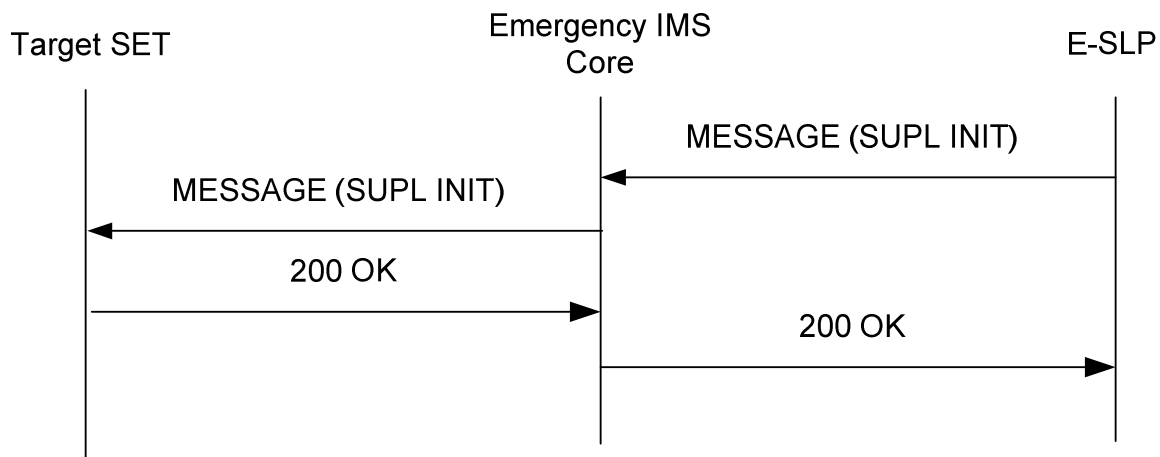 Target SET
Emergency IMS
Core
E-SLP
MESSAGE (SUPL INIT)
MESSAGE (SUPL INIT)
200 OK
200 OK